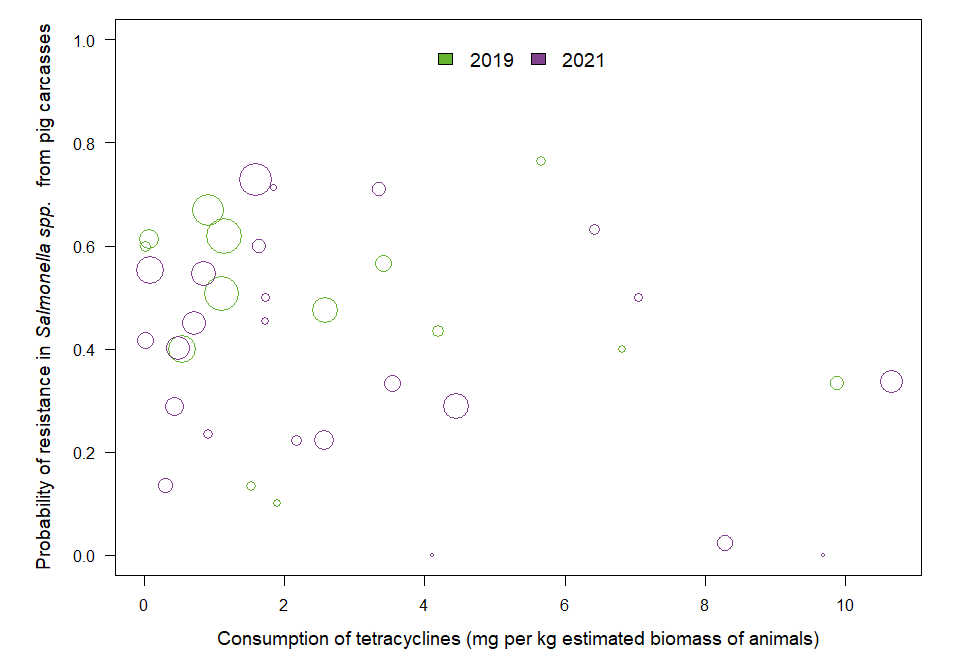 2019 2021
Probability of resistance in Salmonella spp. from pig carcasses
1.0
0.8
0.6
0.4
0.2
0.0
0 2 4 6 8 10
Consumption of tetracyclines (mg per kg estimated biomass of animals)